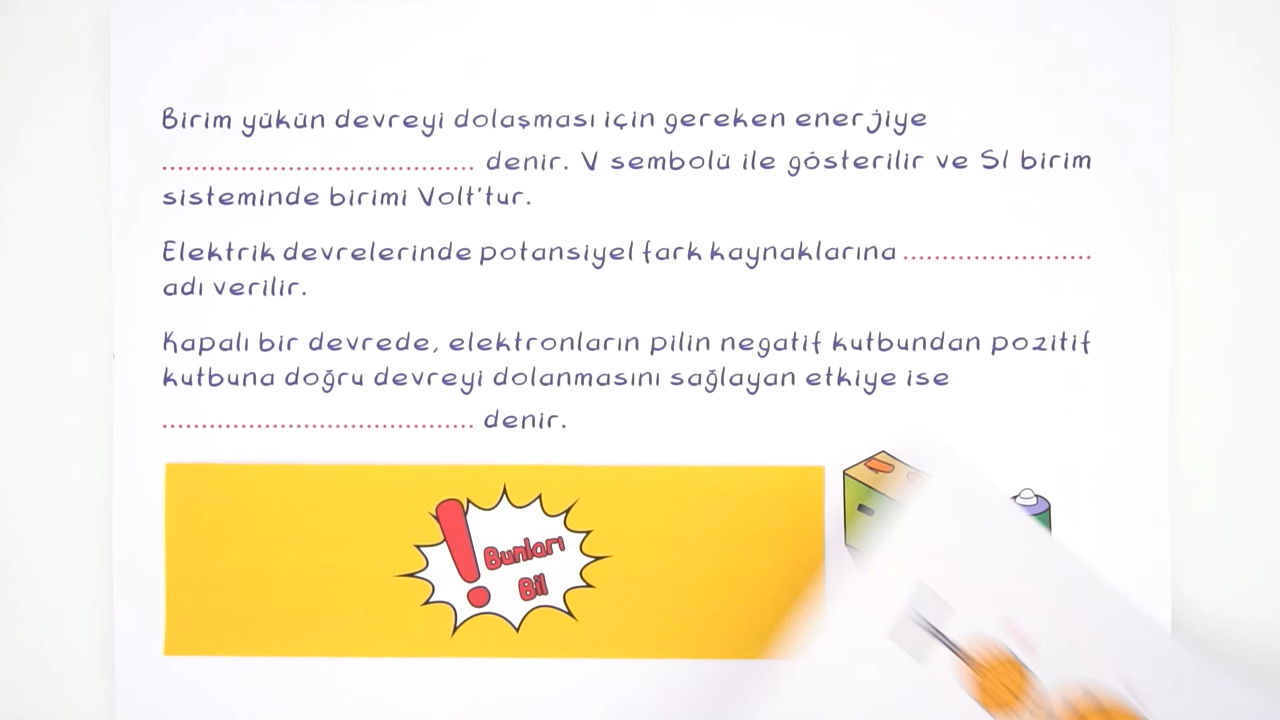 Birim yükün devreyi dolaşması için gereken enerjiye
........................................ denir. V sembolü ile gösterilir ve SI birim
sisteminde birimi Volt'tur.
Elektrik devrelerinde potansiyel fark kaynaklarına ........................
adı verilir.
Kapalı bir devrede, elektronların pilin negatif kutbundan pozitif
kutbuna doğru devreyi dolanmasını sağlayan etkiye ise
........................................ denir.
Bunları
Bil